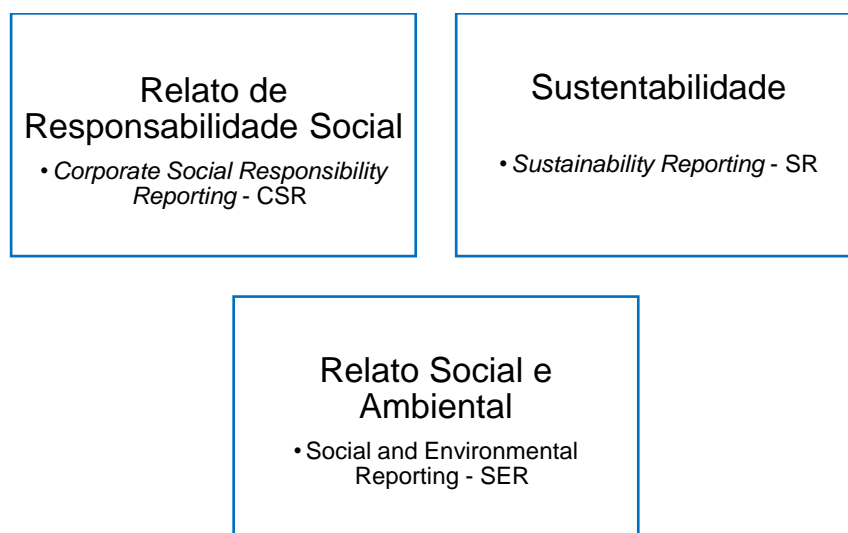 Relato de
Responsabilidade Social
• Corporate Social Responsibility
Reporting - CSR
Sustentabilidade
• Sustainability Reporting - SR
Relato Social e
Ambiental
• Social and Environmental
Reporting - SER